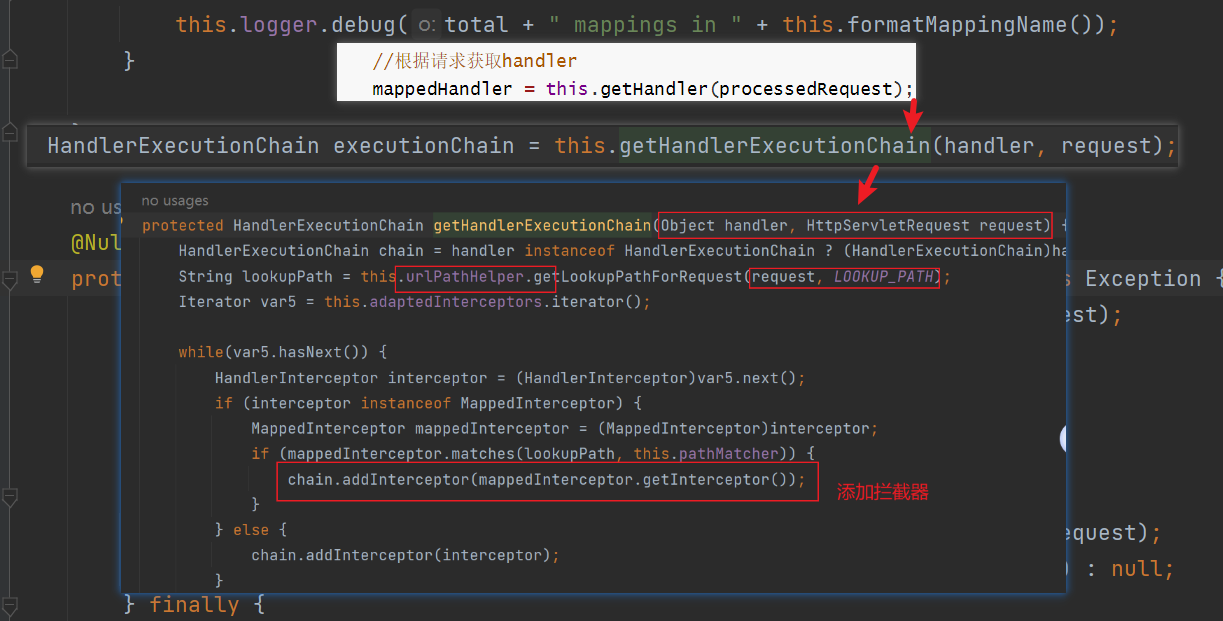 this.logger.debug( o: total + " mappings in " + this.formatMappingName());
}
//根据请求获取handler
mappedHandler = this.getHandler(processedRequest);
HandlerExecutionChain executionChain = this.getHandlerExecutionChain(handler, request);
no us
@Nul
prot
no usages
protected HandlerExecutionChain getHandlerExecutionChain(Object handler, HttpServletRequest request) {
HandlerExecutionChain chain = handler instanceof HandlerExecutionChain ? (HandlerExecutionChain)ha
String lookupPath = this.urlPathHelper.getLookupPathForRequest(request, LOOKUP_PATH);
Iterator var5 = this.adaptedInterceptors.iterator();
while(var5.hasNext()) {
HandlerInterceptor interceptor = (HandlerInterceptor)var5.next();
if (interceptor instanceof MappedInterceptor) {
MappedInterceptor mappedInterceptor = (MappedInterceptor)interceptor;
if (mappedInterceptor.matches(lookupPath, this.pathMatcher)) {
chain.addInterceptor(mappedInterceptor.getInterceptor());
添加拦截器
}
} else {
chain.addInterceptor(interceptor);
}
s Exception {
est);
equest);
) : null;
} finally {